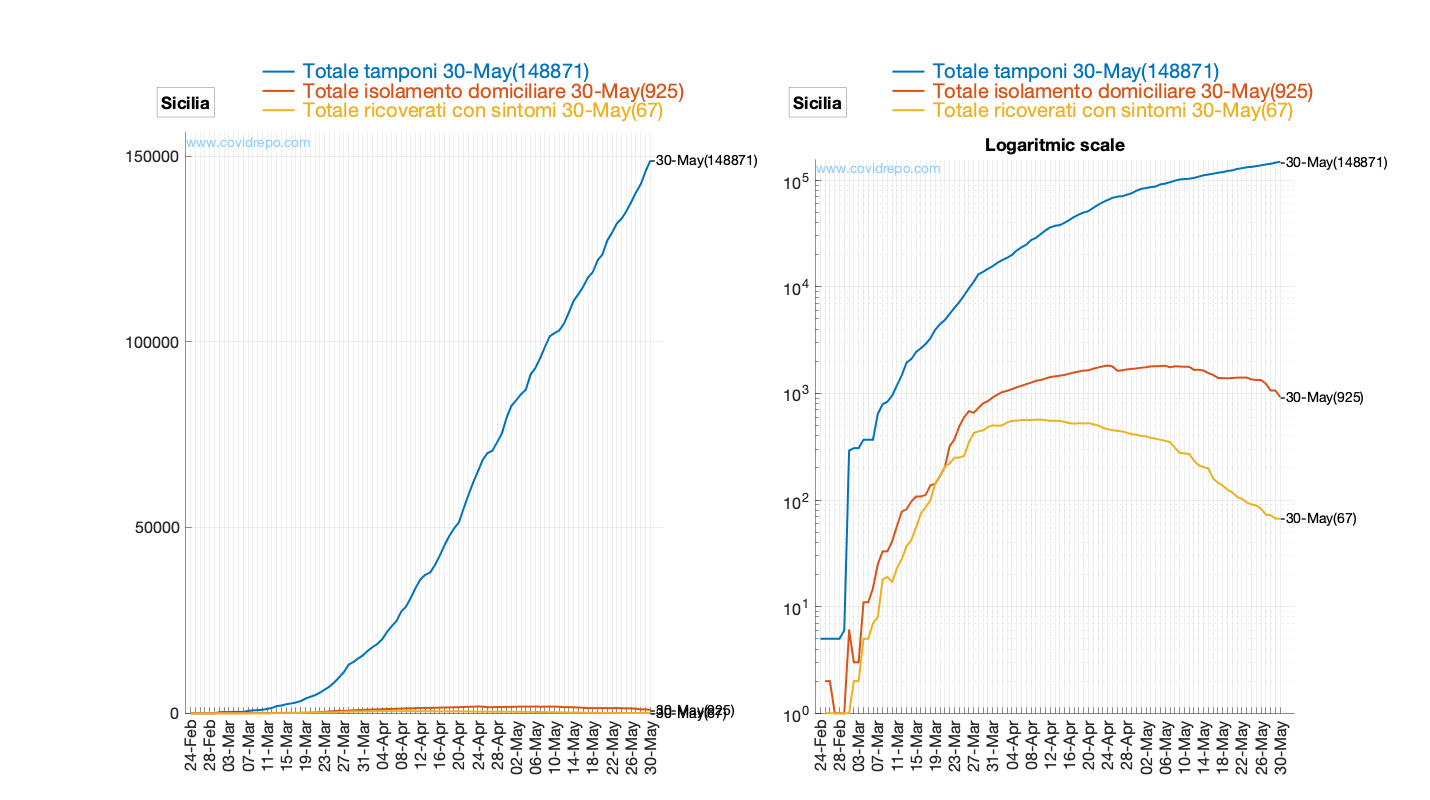 Totale tamponi 30-May(148871)
Totale isolamento domiciliare 30-May(925)
Totale ricoverati con sintomi 30-May(67)
Sicilia
www.covidrepo.com
150000
100000
50000
0
30-May(148871)
30-May(925)
30-May(67)
24-Feb
28-Feb
03-Mar
07-Mar
11-Mar
15-Mar
19-Mar
23-Mar
27-Mar
31-Mar
04-Apr
08-Apr
12-Apr
16-Apr
20-Apr
24-Apr
28-Apr
02-May
06-May
10-May
14-May
18-May
22-May
26-May
30-May
Totale tamponi 30-May(148871)
Totale isolamento domiciliare 30-May(925)
Totale ricoverati con sintomi 30-May(67)
Sicilia
Logaritmic scale
www.covidrepo.com
10^5
10^4
10^3
10^2
10^1
10^0
30-May(148871)
30-May(925)
30-May(67)
24-Feb
28-Feb
03-Mar
07-Mar
11-Mar
15-Mar
19-Mar
23-Mar
27-Mar
31-Mar
04-Apr
08-Apr
12-Apr
16-Apr
20-Apr
24-Apr
28-Apr
02-May
06-May
10-May
14-May
18-May
22-May
26-May
30-May